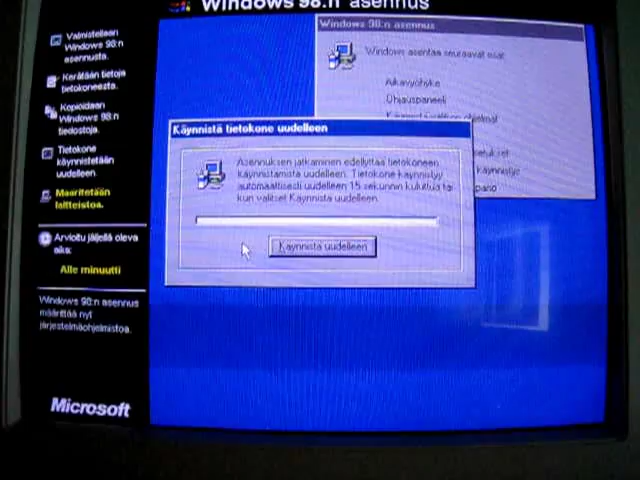 Windows 98:n asennus
Valmistellaan
Windows 98:n
asennusta.
Kerätään tietoja
tietokoneesta.
Kopioidaan
Windows 98:n
tiedostoja.
Tietokone
käynnistetään
uudelleen.
Määritetään
laitteistoa.
Arvioitu jäljellä oleva
aika:
Alle minuutti
Windows 98:n asennus
määrittää nyt
järjestelmäohjelmistoa.
Microsoft
Windows 98:n asennus
Windows asentaa seuraavat osat:
Aikavyöhyke
Ohjauspaneeli
Käynnistä tietokone uudelleen
Asennuksen jatkaminen edellyttää tietokoneen
käynnistämistä uudelleen. Tietokone käynnistyy
automaattisesti uudelleen 15 sekunnin kuluttua tai
kun valitset Käynnistä uudelleen.
Käynnistä uudelleen